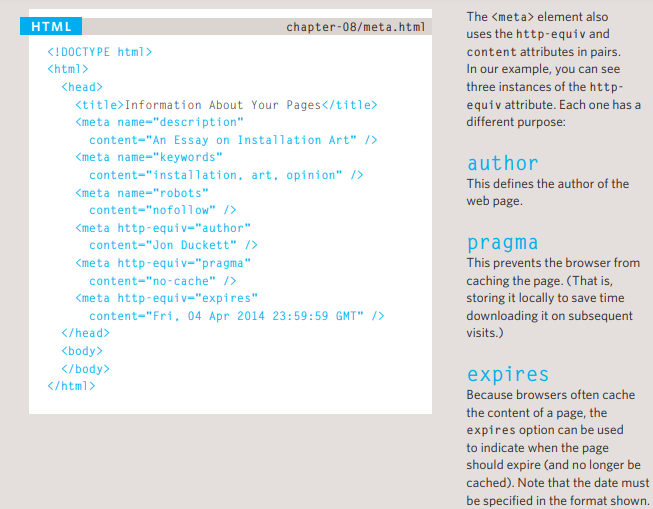 HTML
chapter-08/meta.html
<!DOCTYPE html>
<html>
<head>
<title>Information About Your Pages</title>
<meta name="description"
content="An Essay on Installation Art" />
<meta name="keywords"
content="installation, art, opinion" />
<meta name="robots"
content="nofollow" />
<meta http-equiv="author"
content="Jon Duckett" />
<meta http-equiv="pragma"
content="no-cache" />
<meta http-equiv="expires"
content="Fri, 04 Apr 2014 23:59:59 GMT" />
</head>
<body>
</body>
</html>
The <meta> element also
uses the http-equiv and
content attributes in pairs.
In our example, you can see
three instances of the http-
equiv attribute. Each one has a
different purpose:
author
This defines the author of the
web page.
pragma
This prevents the browser from
caching the page. (That is,
storing it locally to save time
downloading it on subsequent
visits.)
expires
Because browsers often cache
the content of a page, the
expires option can be used
to indicate when the page
should expire (and no longer be
cached). Note that the date must
be specified in the format shown.